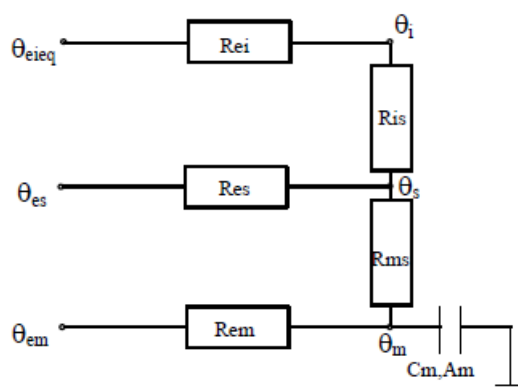 θeieq Rei θi
Ris
θes Res θs
Rms
θem Rem θm
Cm,Am